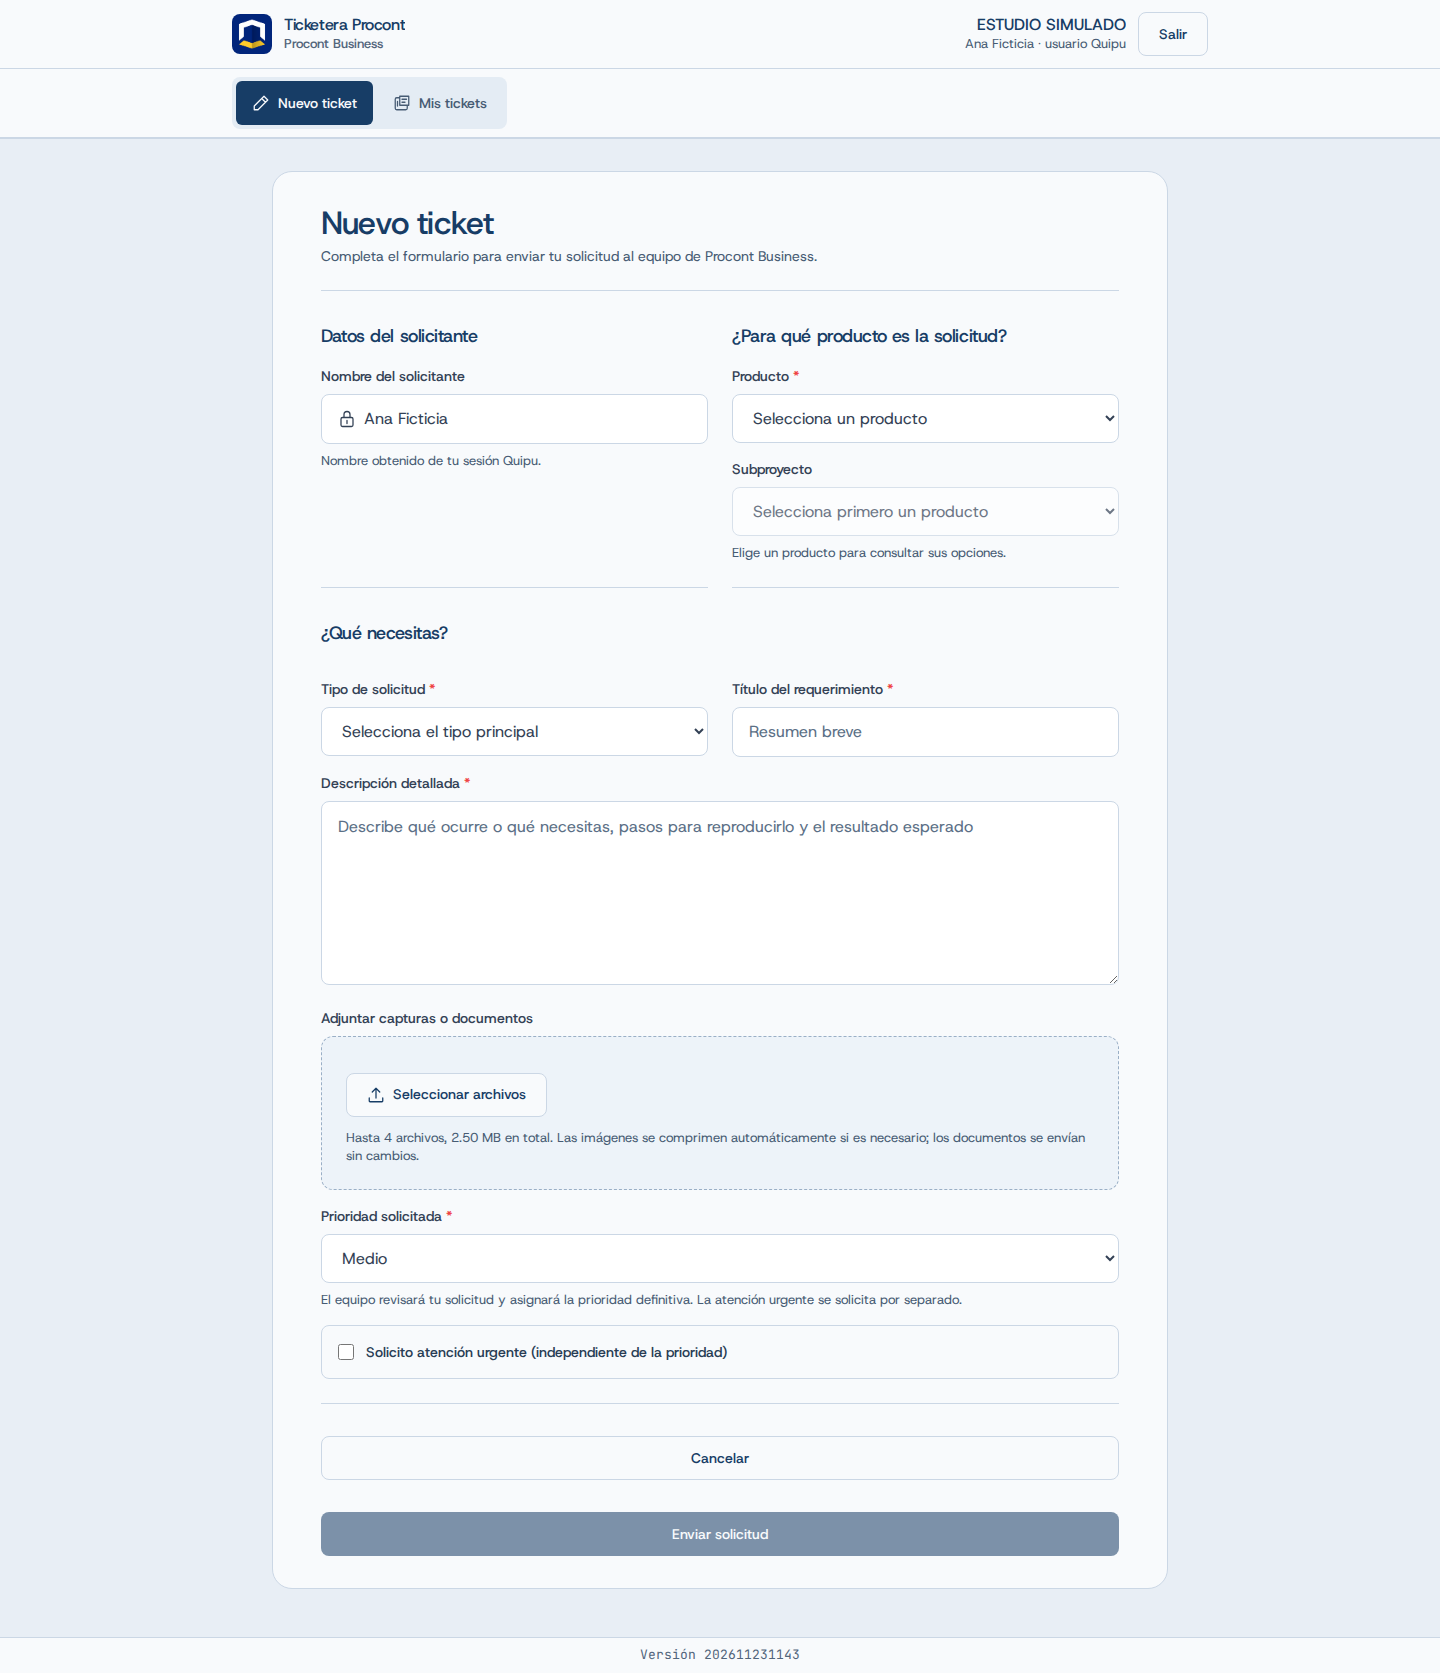 Ticketera Procont
Procont Business
ESTUDIO SIMULADO
Ana Ficticia · usuario Quipu
Salir
Nuevo ticket
Mis tickets
Nuevo ticket
Completa el formulario para enviar tu solicitud al equipo de Procont Business.
Datos del solicitante
Nombre del solicitante
Ana Ficticia
Nombre obtenido de tu sesión Quipu.
¿Para qué producto es la solicitud?
Producto *
Selecciona un producto
Subproyecto
Selecciona primero un producto
Elige un producto para consultar sus opciones.
¿Qué necesitas?
Tipo de solicitud *
Selecciona el tipo principal
Título del requerimiento *
Resumen breve
Descripción detallada *
Describe qué ocurre o qué necesitas, pasos para reproducirlo y el resultado esperado
Adjuntar capturas o documentos
Seleccionar archivos
Hasta 4 archivos, 2.50 MB en total. Las imágenes se comprimen automáticamente si es necesario; los documentos se envían
sin cambios.
Prioridad solicitada *
Medio
El equipo revisará tu solicitud y asignará la prioridad definitiva. La atención urgente se solicita por separado.
Solicito atención urgente (independiente de la prioridad)
Cancelar
Enviar solicitud
Versión 202611231143